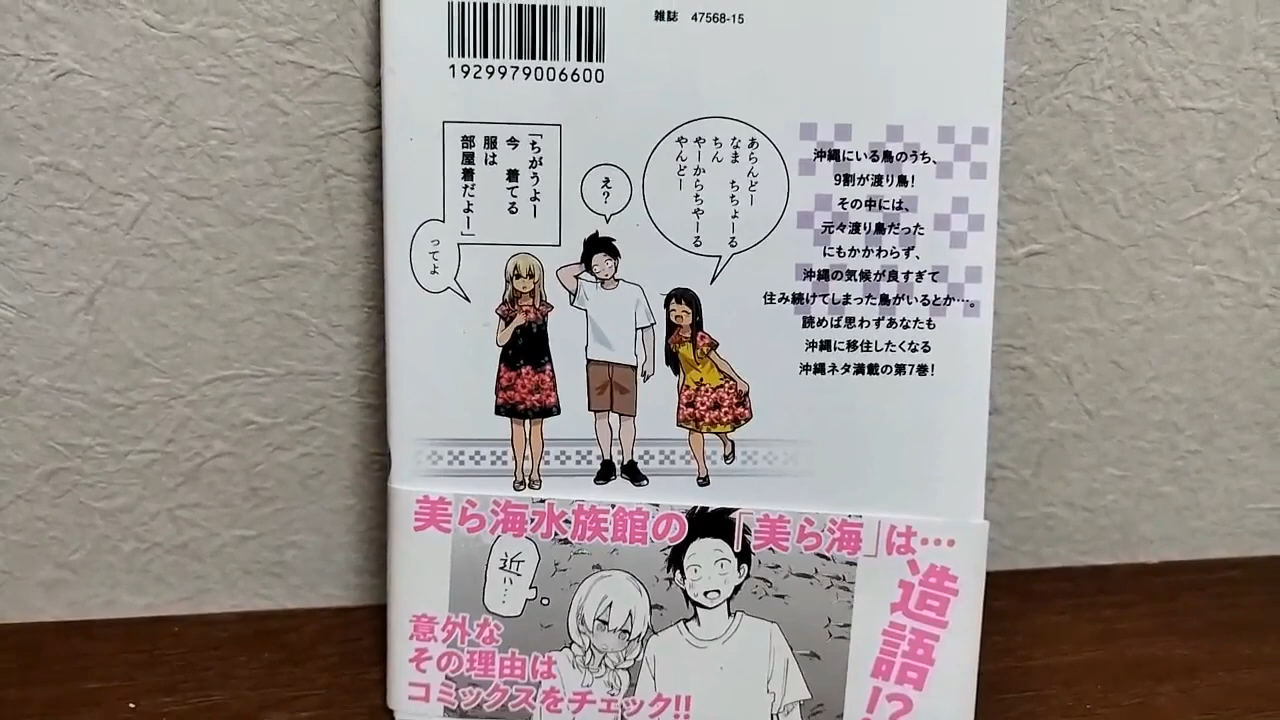 雑誌 47568-15
1929979006600
あらんどー
なま ちちょーる
ちん
やーからちやーる
やんどー
え?
「ちがうよー
今 着てる
服は
部屋着だよー」
ってよ
沖縄にいる鳥のうち、
9割が渡り鳥!
その中には、
元々渡り鳥だった
にもかかわらず、
沖縄の気候が良すぎて
住み続けてしまった鳥がいるとか…。
読めば思わずあなたも
沖縄に移住したくなる
沖縄ネタ満載の第7巻!
美ら海水族館の「美ら海」は…
造語!?
近い…
意外な
その理由は
コミックスをチェック!!